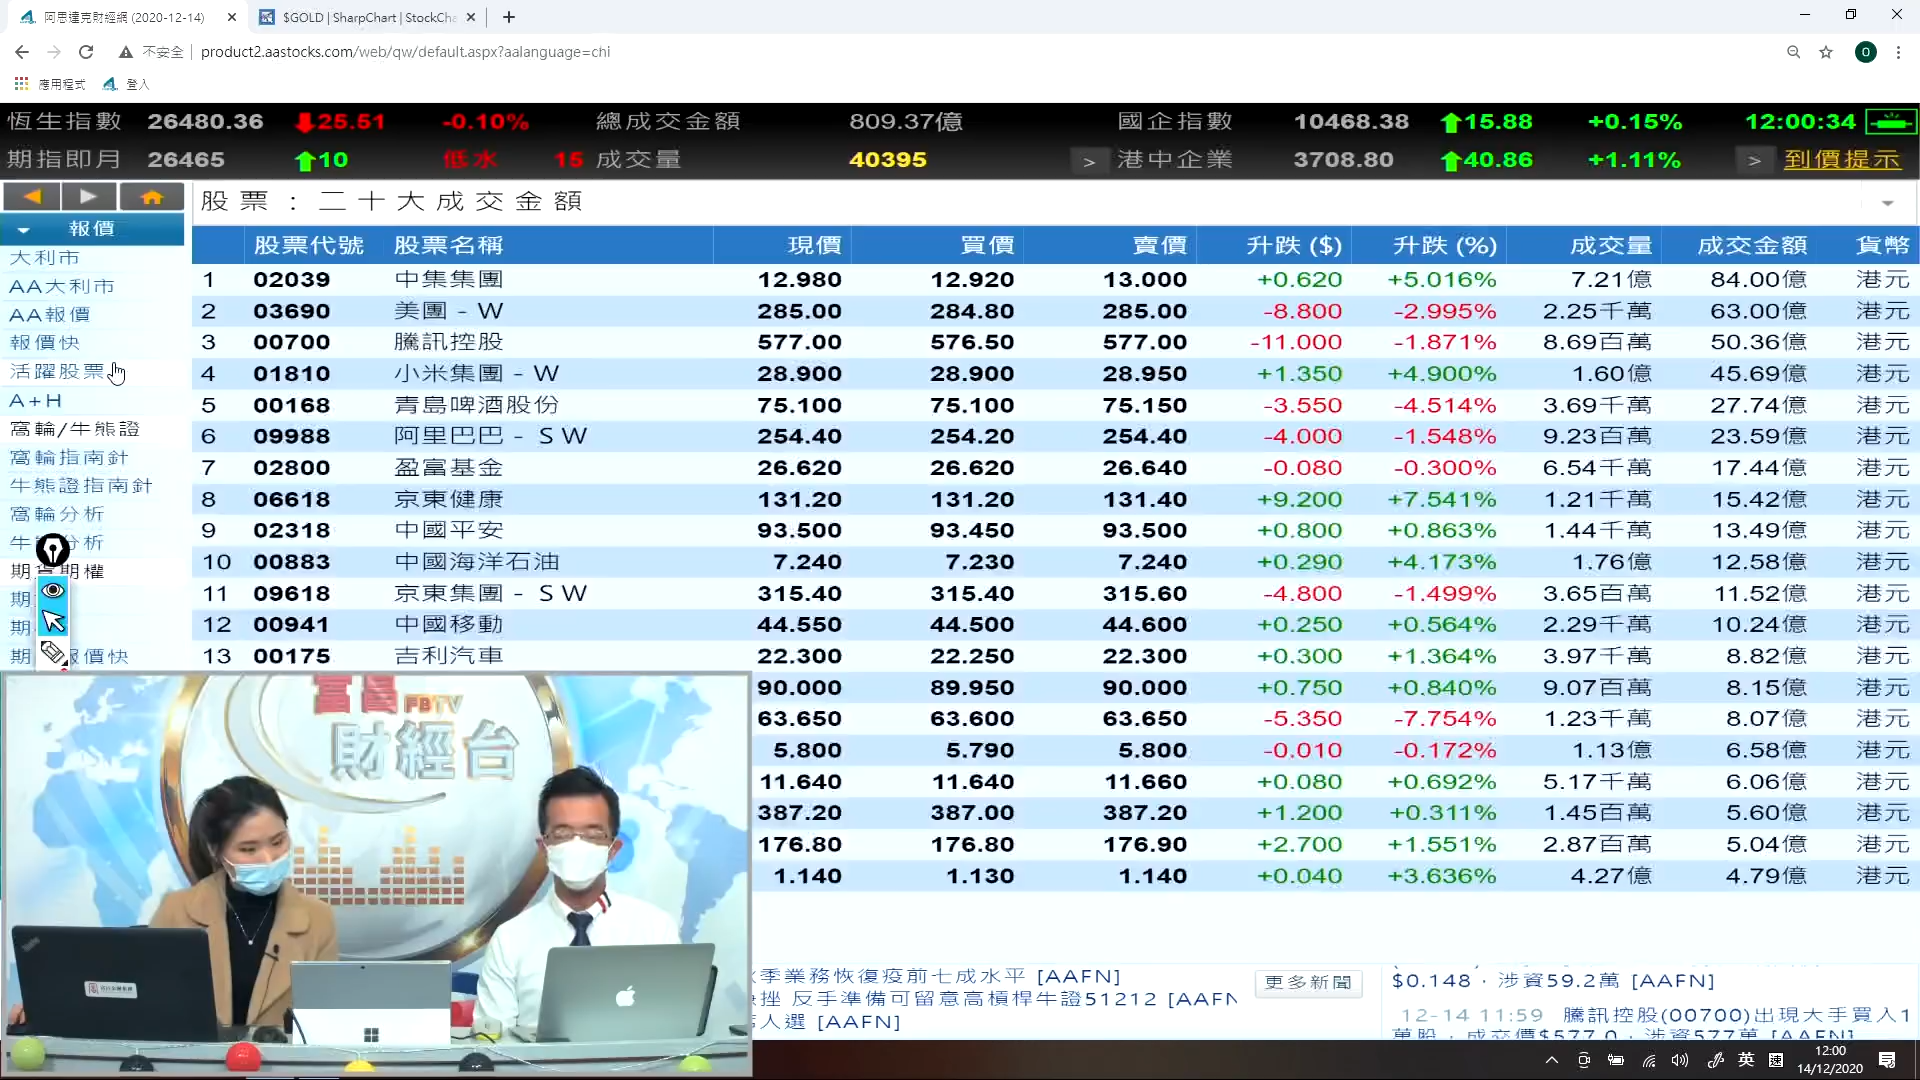 阿思達克財經網 (2020-12-14)
$GOLD | SharpChart | StockCha
不安全 product2.aastocks.com/web/qw/default.aspx?aalanguage=chi
O
應用程式 登入
恆生指數 26480.36 25.51 -0.10% 總成交金額 809.37億 國企指數 10468.38 15.88 +0.15% 12:00:34
期指即月 26465 10 低水 15 成交量 40395 > 港中企業 3708.80 40.86 +1.11% > 到價提示
股票：二十大成交金額
報價
大利市
AA大利市
AA報價
報價快
活躍股票
A+H
窩輪/牛熊證
窩輪指南針
牛熊證指南針
窩輪分析
牛 分析
期貨期權
期
期
期 報價快
股票代號 股票名稱 現價 買價 賣價 升跌 ($) 升跌 (%) 成交量 成交金額 貨幣
1 02039 中集集團 12.980 12.920 13.000 +0.620 +5.016% 7.21億 84.00億 港元
2 03690 美團 - W 285.00 284.80 285.00 -8.800 -2.995% 2.25千萬 63.00億 港元
3 00700 騰訊控股 577.00 576.50 577.00 -11.000 -1.871% 8.69百萬 50.36億 港元
4 01810 小米集團 - W 28.900 28.900 28.950 +1.350 +4.900% 1.60億 45.69億 港元
5 00168 青島啤酒股份 75.100 75.100 75.150 -3.550 -4.514% 3.69千萬 27.74億 港元
6 09988 阿里巴巴 - SW 254.40 254.20 254.40 -4.000 -1.548% 9.23百萬 23.59億 港元
7 02800 盈富基金 26.620 26.620 26.640 -0.080 -0.300% 6.54千萬 17.44億 港元
8 06618 京東健康 131.20 131.20 131.40 +9.200 +7.541% 1.21千萬 15.42億 港元
9 02318 中國平安 93.500 93.450 93.500 +0.800 +0.863% 1.44千萬 13.49億 港元
10 00883 中國海洋石油 7.240 7.230 7.240 +0.290 +4.173% 1.76億 12.58億 港元
11 09618 京東集團 - SW 315.40 315.40 315.60 -4.800 -1.499% 3.65百萬 11.52億 港元
12 00941 中國移動 44.550 44.500 44.600 +0.250 +0.564% 2.29千萬 10.24億 港元
13 00175 吉利汽車 22.300 22.250 22.300 +0.300 +1.364% 3.97千萬 8.82億 港元
90.000 89.950 90.000 +0.750 +0.840% 9.07百萬 8.15億 港元
63.650 63.600 63.650 -5.350 -7.754% 1.23千萬 8.07億 港元
5.800 5.790 5.800 -0.010 -0.172% 1.13億 6.58億 港元
11.640 11.640 11.660 +0.080 +0.692% 5.17千萬 6.06億 港元
387.20 387.00 387.20 +1.200 +0.311% 1.45百萬 5.60億 港元
176.80 176.80 176.90 +2.700 +1.551% 2.87百萬 5.04億 港元
1.140 1.130 1.140 +0.040 +3.636% 4.27億 4.79億 港元
富昌 FBTV
財經台
季業務恢復疫前七成水平 [AAFN]
挫 反手準備可留意高槓桿牛證51212 [AAFN
人選 [AAFN]
更多新聞
$0.148，涉資59.2萬 [AAFN]
12-14 11:59 騰訊控股(00700)出現大手買入1
萬股，成交價$577.0，涉資577萬 [AAFN]
英 速 12:00
14/12/2020